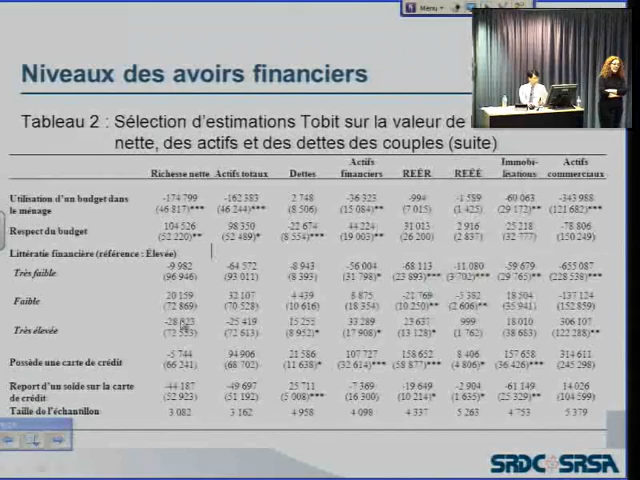 Menu
Niveaux des avoirs financiers
Tableau 2 : Sélection d'estimations Tobit sur la valeur de
nette, des actifs et des dettes des couples (suite)
Richesse nette Actifs totaux Dettes Actifs financiers REÉR REÉÉ Immobi-lisations Actifs commerciaux
Utilisation d'un budget dans le ménage -174 799 -162 383 2 748 -36 323 -994 -1 589 -60 063 -343 988
(46 817)*** (46 244)*** (8 506) (15 084)** (7 015) (1 425) (29 172)** (121 682)***
Respect du budget 104 526 98 350 -22 674 44 224 31 013 2 916 25 218 -78 806
(52 220)** (52 489)* (8 554)*** (19 003)** (26 200) (2 837) (32 777) (150 249)
Littératie financière (référence : Élevée)
Très faible -9 982 -64 572 -8 943 -56 004 -68 113 -11 080 -59 679 -655 087
(96 946) (93 011) (8 393) (31 798)* (23 893)*** (3 702)*** (29 765)** (228 538)***
Faible 20 159 32 107 4 439 8 875 -21 769 -5 382 18 504 -137 124
(72 869) (70 528) (10 616) (18 354) (10 250)** (2 606)** (35 941) (152 859)
Très élevée -28 823 -25 419 15 255 33 289 23 637 999 18 010 306 107
(72 553) (72 613) (8 952)* (17 908)* (13 128)* (1 762) (38 683) (122 288)**
Possède une carte de crédit -5 744 94 906 21 586 107 727 158 652 8 406 157 658 314 611
(66 241) (68 702) (11 638)* (32 614)*** (58 877)*** (4 806)* (36 426)*** (245 298)
Report d'un solde sur la carte de crédit -44 187 -49 697 25 711 -7 369 -19 649 -2 904 -61 149 14 026
(52 923) (51 192) (5 008)*** (16 300) (10 214)* (1 635)* (25 329)** (104 599)
Taille de l'échantillon 3 082 3 162 4 958 4 098 4 337 5 263 4 753 5 379
SRDC SRSA